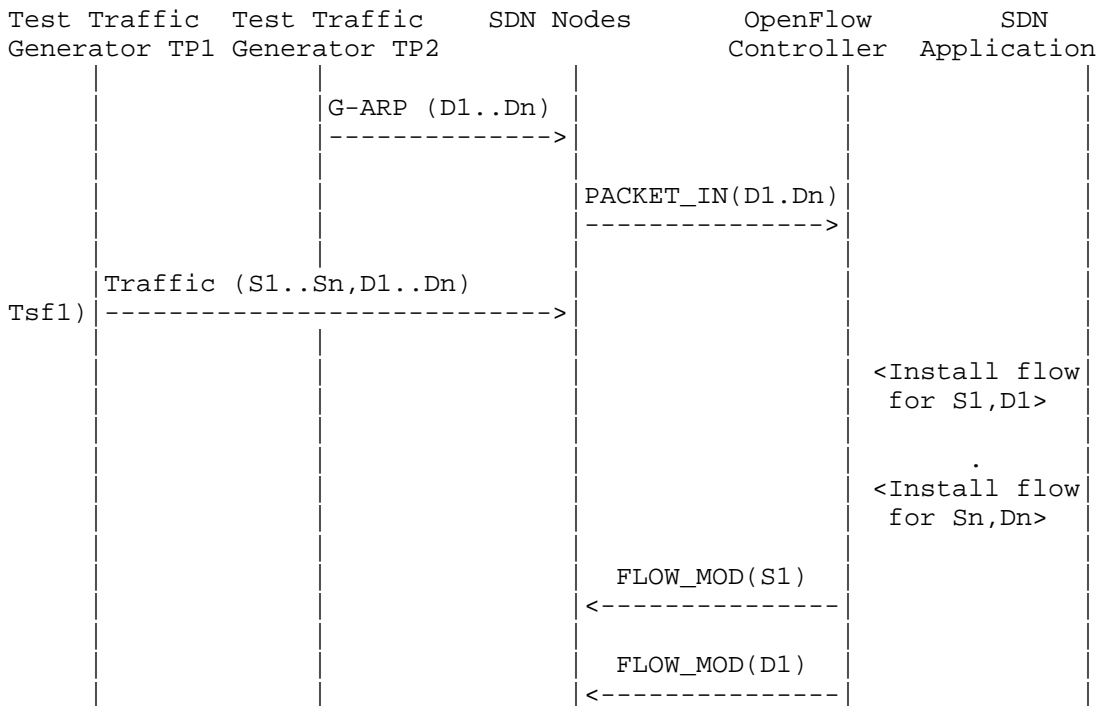 Test Traffic Test Traffic SDN Nodes OpenFlow SDN
Generator TP1 Generator TP2 Controller Application
G-ARP (D1..Dn)
PACKET_IN(D1.Dn)
Traffic (S1..Sn,D1..Dn)
Tsf1)
<Install flow
for S1,D1>
.
<Install flow
for Sn,Dn>
FLOW_MOD(S1)
FLOW_MOD(D1)